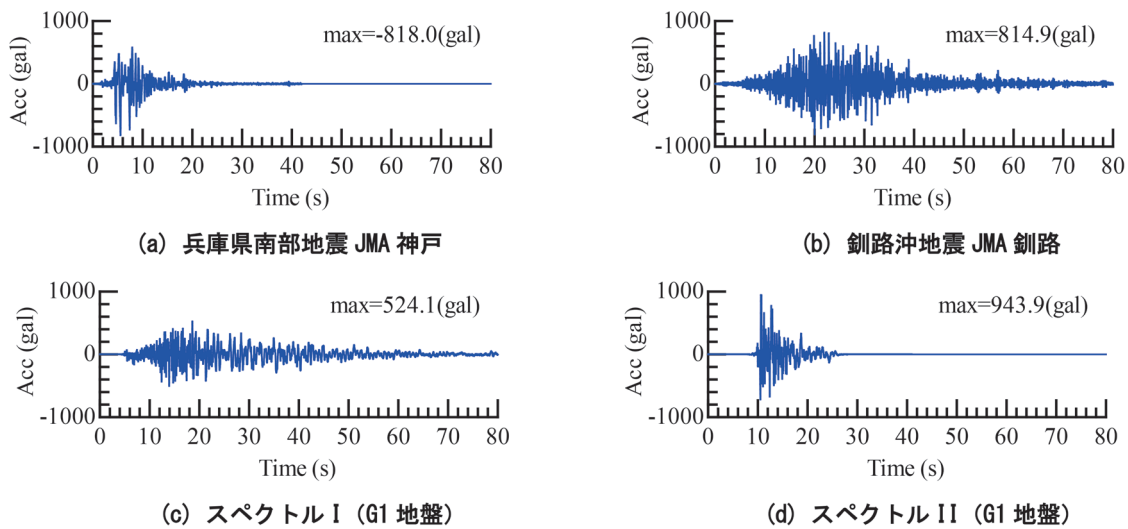 1000
0
-1000
Acc (gal)
max=-818.0(gal)
0 10 20 30 40 50 60 70 80
Time (s)
(a) 兵庫県南部地震 JMA 神戸
1000
0
-1000
Acc (gal)
max=814.9(gal)
0 10 20 30 40 50 60 70 80
Time (s)
(b) 釧路沖地震 JMA 釧路
1000
0
-1000
Acc (gal)
max=524.1(gal)
0 10 20 30 40 50 60 70 80
Time (s)
(c) スペクトル I (G1 地盤)
1000
0
-1000
Acc (gal)
max=943.9(gal)
0 10 20 30 40 50 60 70 80
Time (s)
(d) スペクトル II (G1 地盤)